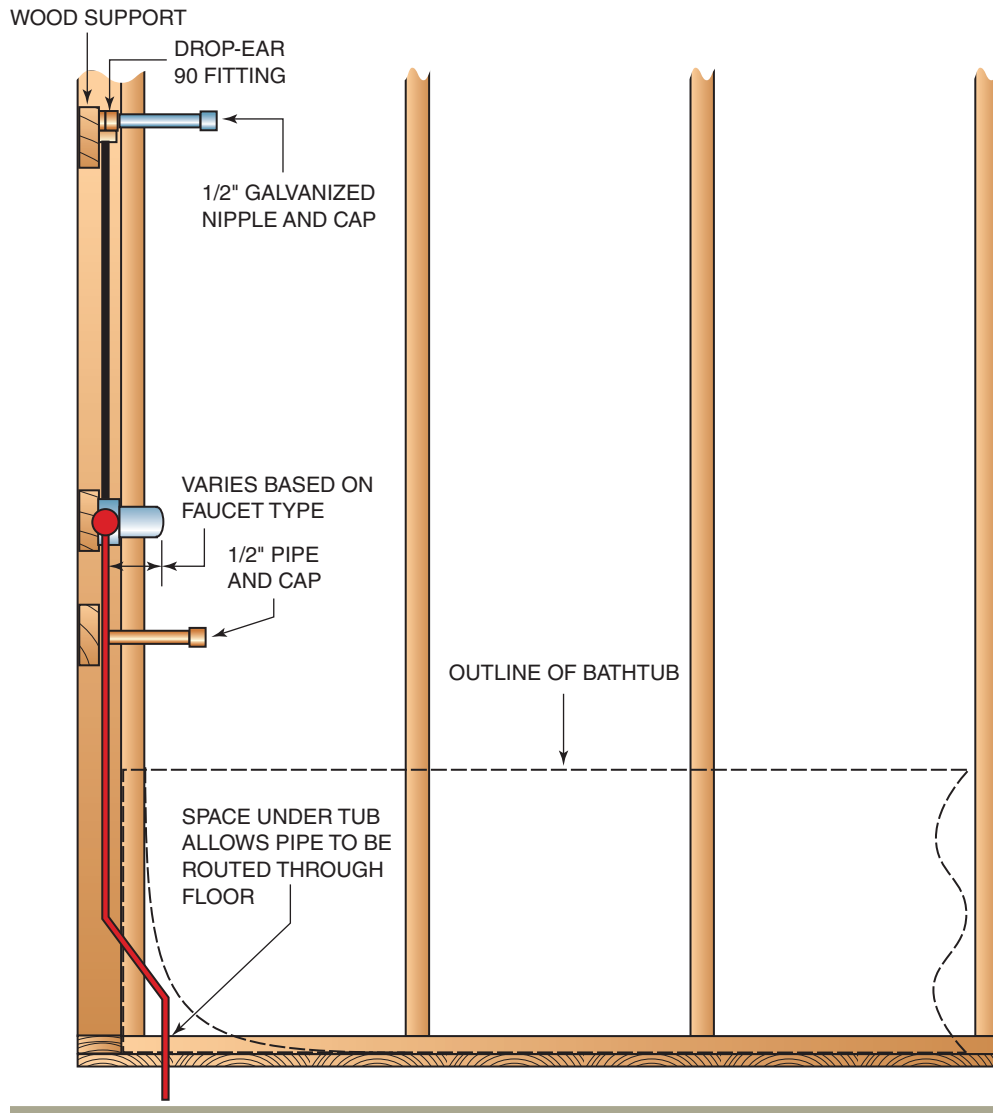 WOOD SUPPORT
DROP-EAR
90 FITTING
1/2" GALVANIZED
NIPPLE AND CAP
VARIES BASED ON
FAUCET TYPE
1/2" PIPE
AND CAP
OUTLINE OF BATHTUB
SPACE UNDER TUB
ALLOWS PIPE TO BE
ROUTED THROUGH
FLOOR